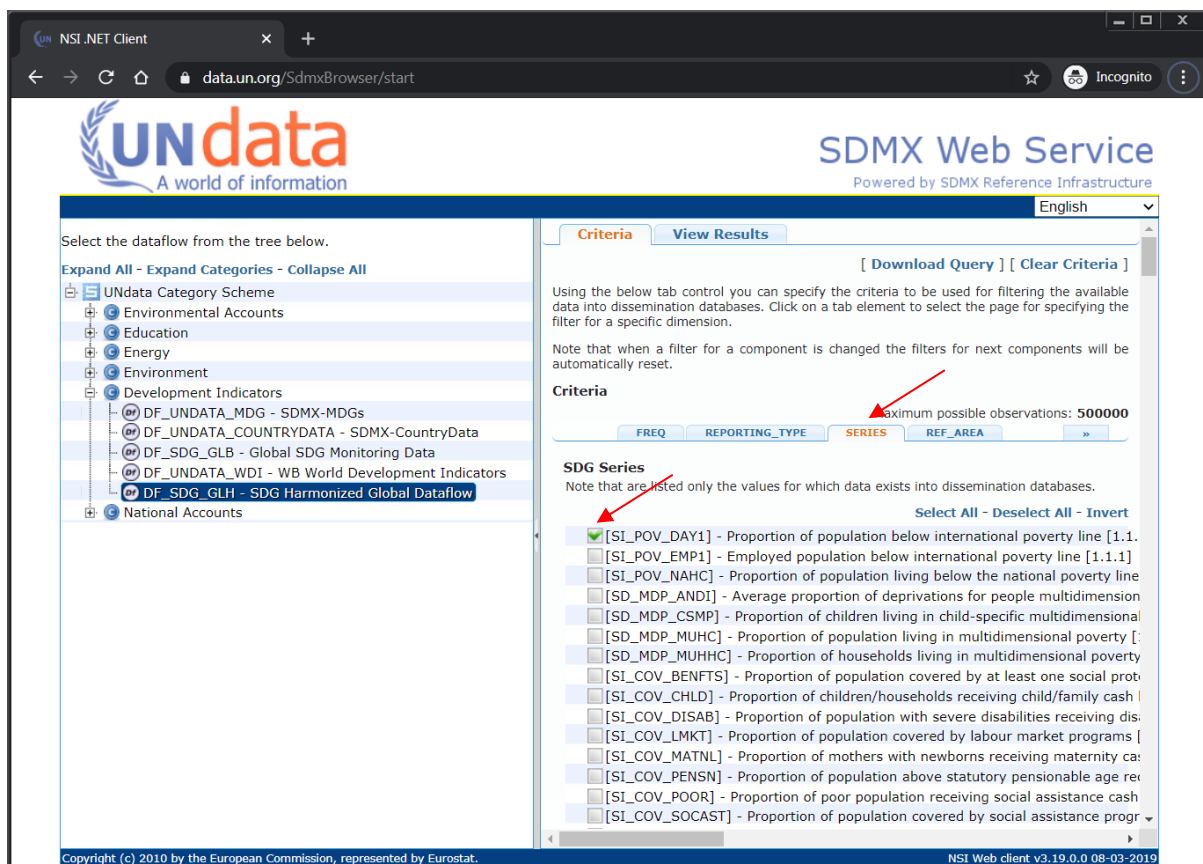 NSI .NET Client
data.un.org/SdmxBrowser/start
Incognito
UNdata
A world of information
SDMX Web Service
Powered by SDMX Reference Infrastructure
English
Select the dataflow from the tree below.
Expand All - Expand Categories - Collapse All
UNdata Category Scheme
Environmental Accounts
Education
Energy
Environment
Development Indicators
DF_UNDATA_MDG - SDMX-MDGs
DF_UNDATA_COUNTRYDATA - SDMX-CountryData
DF_SDG_GLB - Global SDG Monitoring Data
DF_UNDATA_WDI - WB World Development Indicators
DF_SDG_GLH - SDG Harmonized Global Dataflow
National Accounts
Criteria View Results
[ Download Query ] [ Clear Criteria ]
Using the below tab control you can specify the criteria to be used for filtering the available
data into dissemination databases. Click on a tab element to select the page for specifying the
filter for a specific dimension.
Note that when a filter for a component is changed the filters for next components will be
automatically reset.
Criteria
aximum possible observations: 500000
FREQ REPORTING_TYPE SERIES REF_AREA »
SDG Series
Note that are listed only the values for which data exists into dissemination databases.
Select All - Deselect All - Invert
[SI_POV_DAY1] - Proportion of population below international poverty line [1.1.
[SI_POV_EMP1] - Employed population below international poverty line [1.1.1]
[SI_POV_NAHC] - Proportion of population living below the national poverty line
[SD_MDP_ANDI] - Average proportion of deprivations for people multidimension
[SD_MDP_CSMP] - Proportion of children living in child-specific multidimensional
[SD_MDP_MUHC] - Proportion of population living in multidimensional poverty [
[SD_MDP_MUHHC] - Proportion of households living in multidimensional poverty
[SI_COV_BENFTS] - Proportion of population covered by at least one social prot
[SI_COV_CHLD] - Proportion of children/households receiving child/family cash
[SI_COV_DISAB] - Proportion of population with severe disabilities receiving dis
[SI_COV_LMKT] - Proportion of population covered by labour market programs [
[SI_COV_MATNL] - Proportion of mothers with newborns receiving maternity ca
[SI_COV_PENSN] - Proportion of population above statutory pensionable age re
[SI_COV_POOR] - Proportion of poor population receiving social assistance cash
[SI_COV_SOCAST] - Proportion of population covered by social assistance progr
Copyright (c) 2010 by the European Commission, represented by Eurostat.
NSI Web client v3.19.0.0 08-03-2019